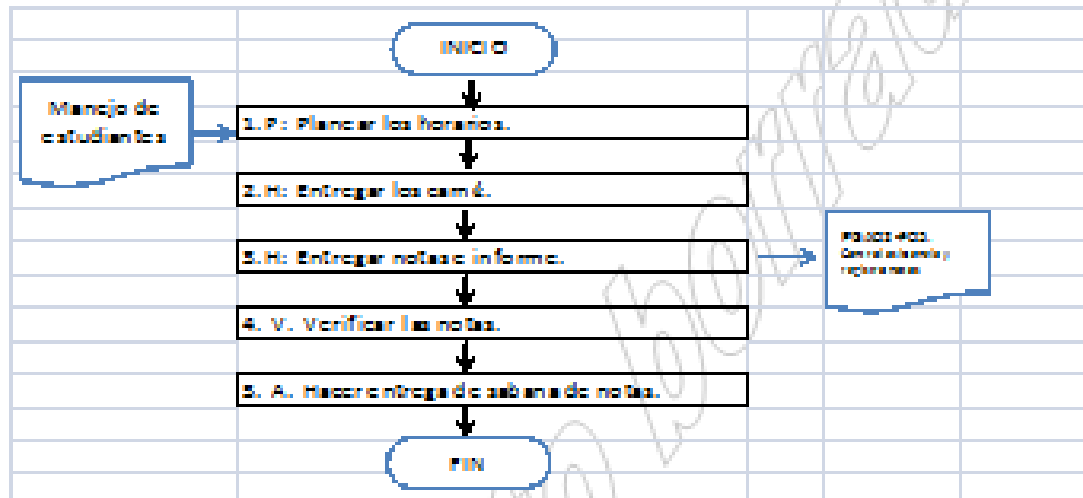 INICIO
Manejo de
estudiantes
1.P: Planear los horarios.
2.H: Entregar los carné.
3.H: Entregar notas e informe.
4. V. Verificar las notas.
5. A. Hacer entrega de sabana de notas.
FIN